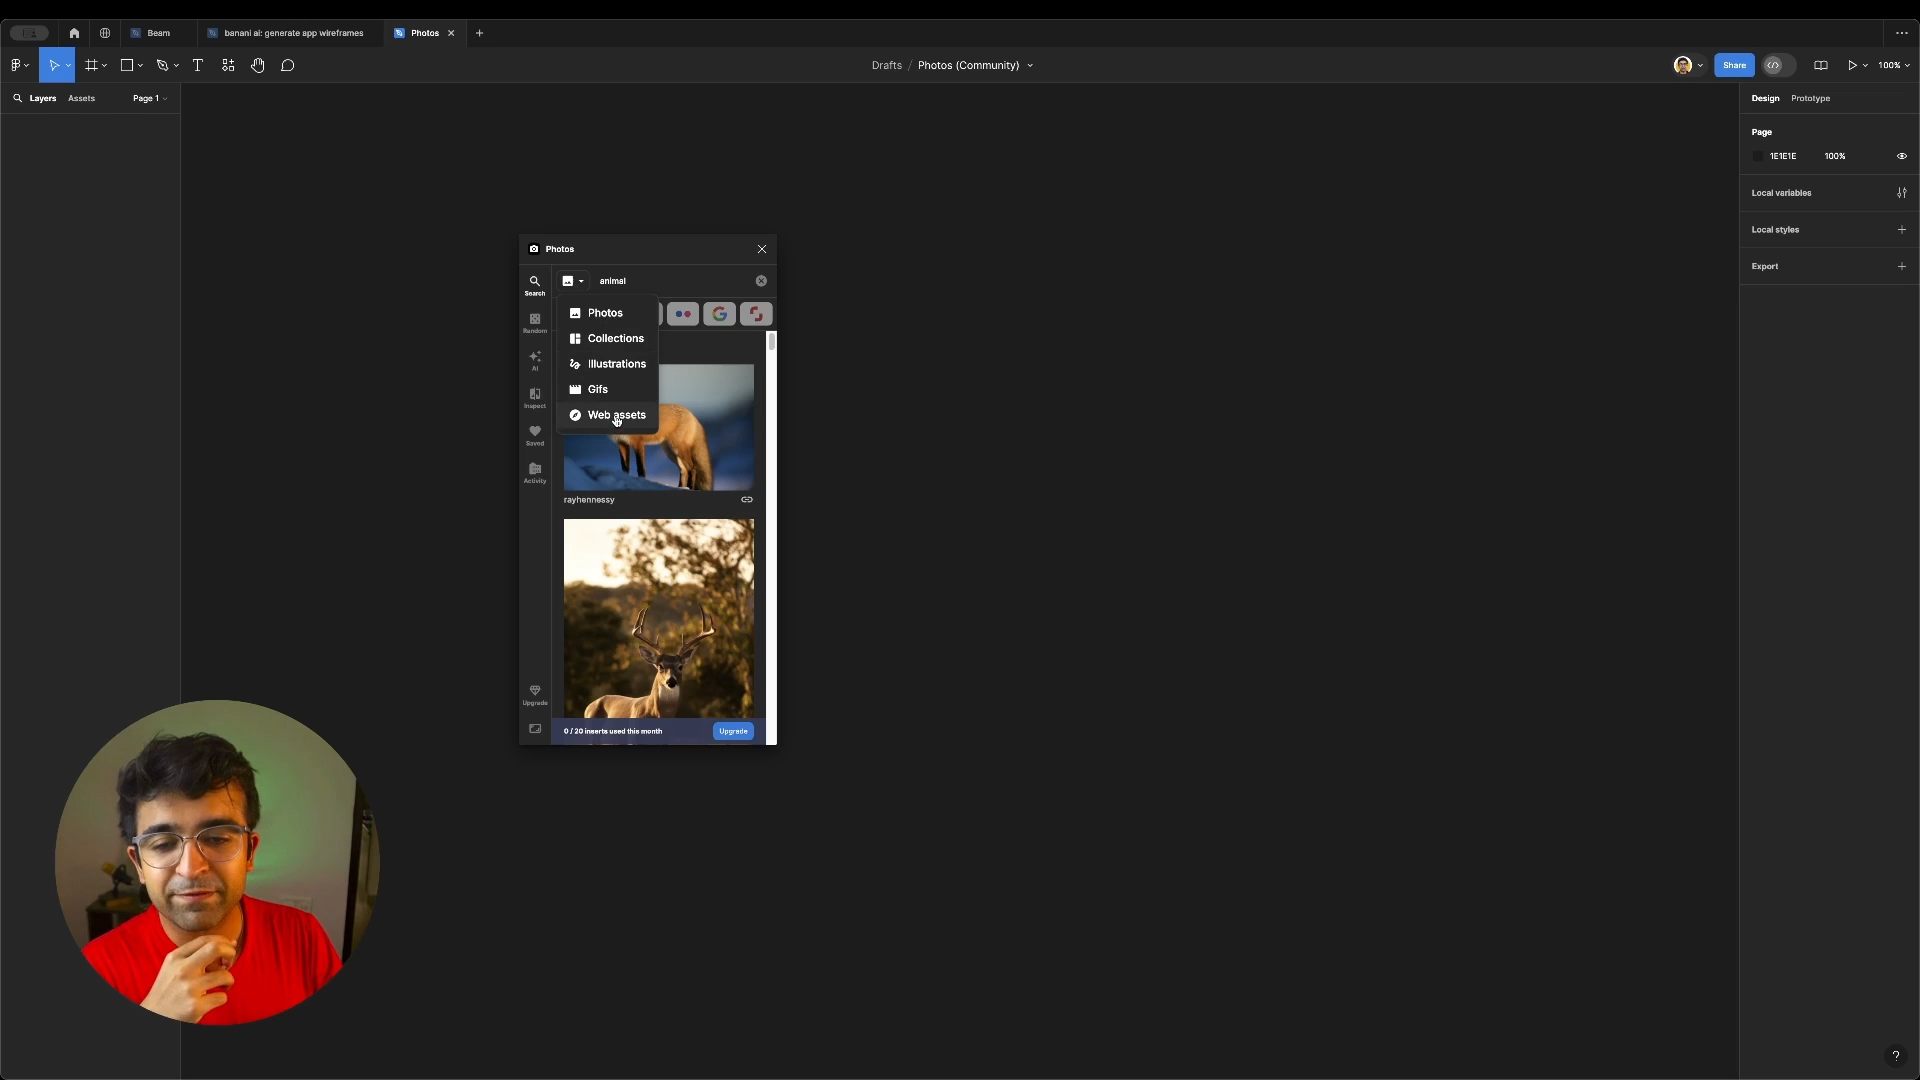 Beam
banani ai: generate app wireframes
Photos
Drafts / Photos (Community)
Share
100%
Layers
Assets
Page 1
Design
Prototype
Page
1E1E1E
100%
Local variables
Local styles
Export
Photos
Search
animal
Random
AI
Inspect
Saved
Activity
Photos
Collections
Illustrations
Gifs
Web assets
rayhennessy
Upgrade
0 / 20 inserts used this month
Upgrade
?